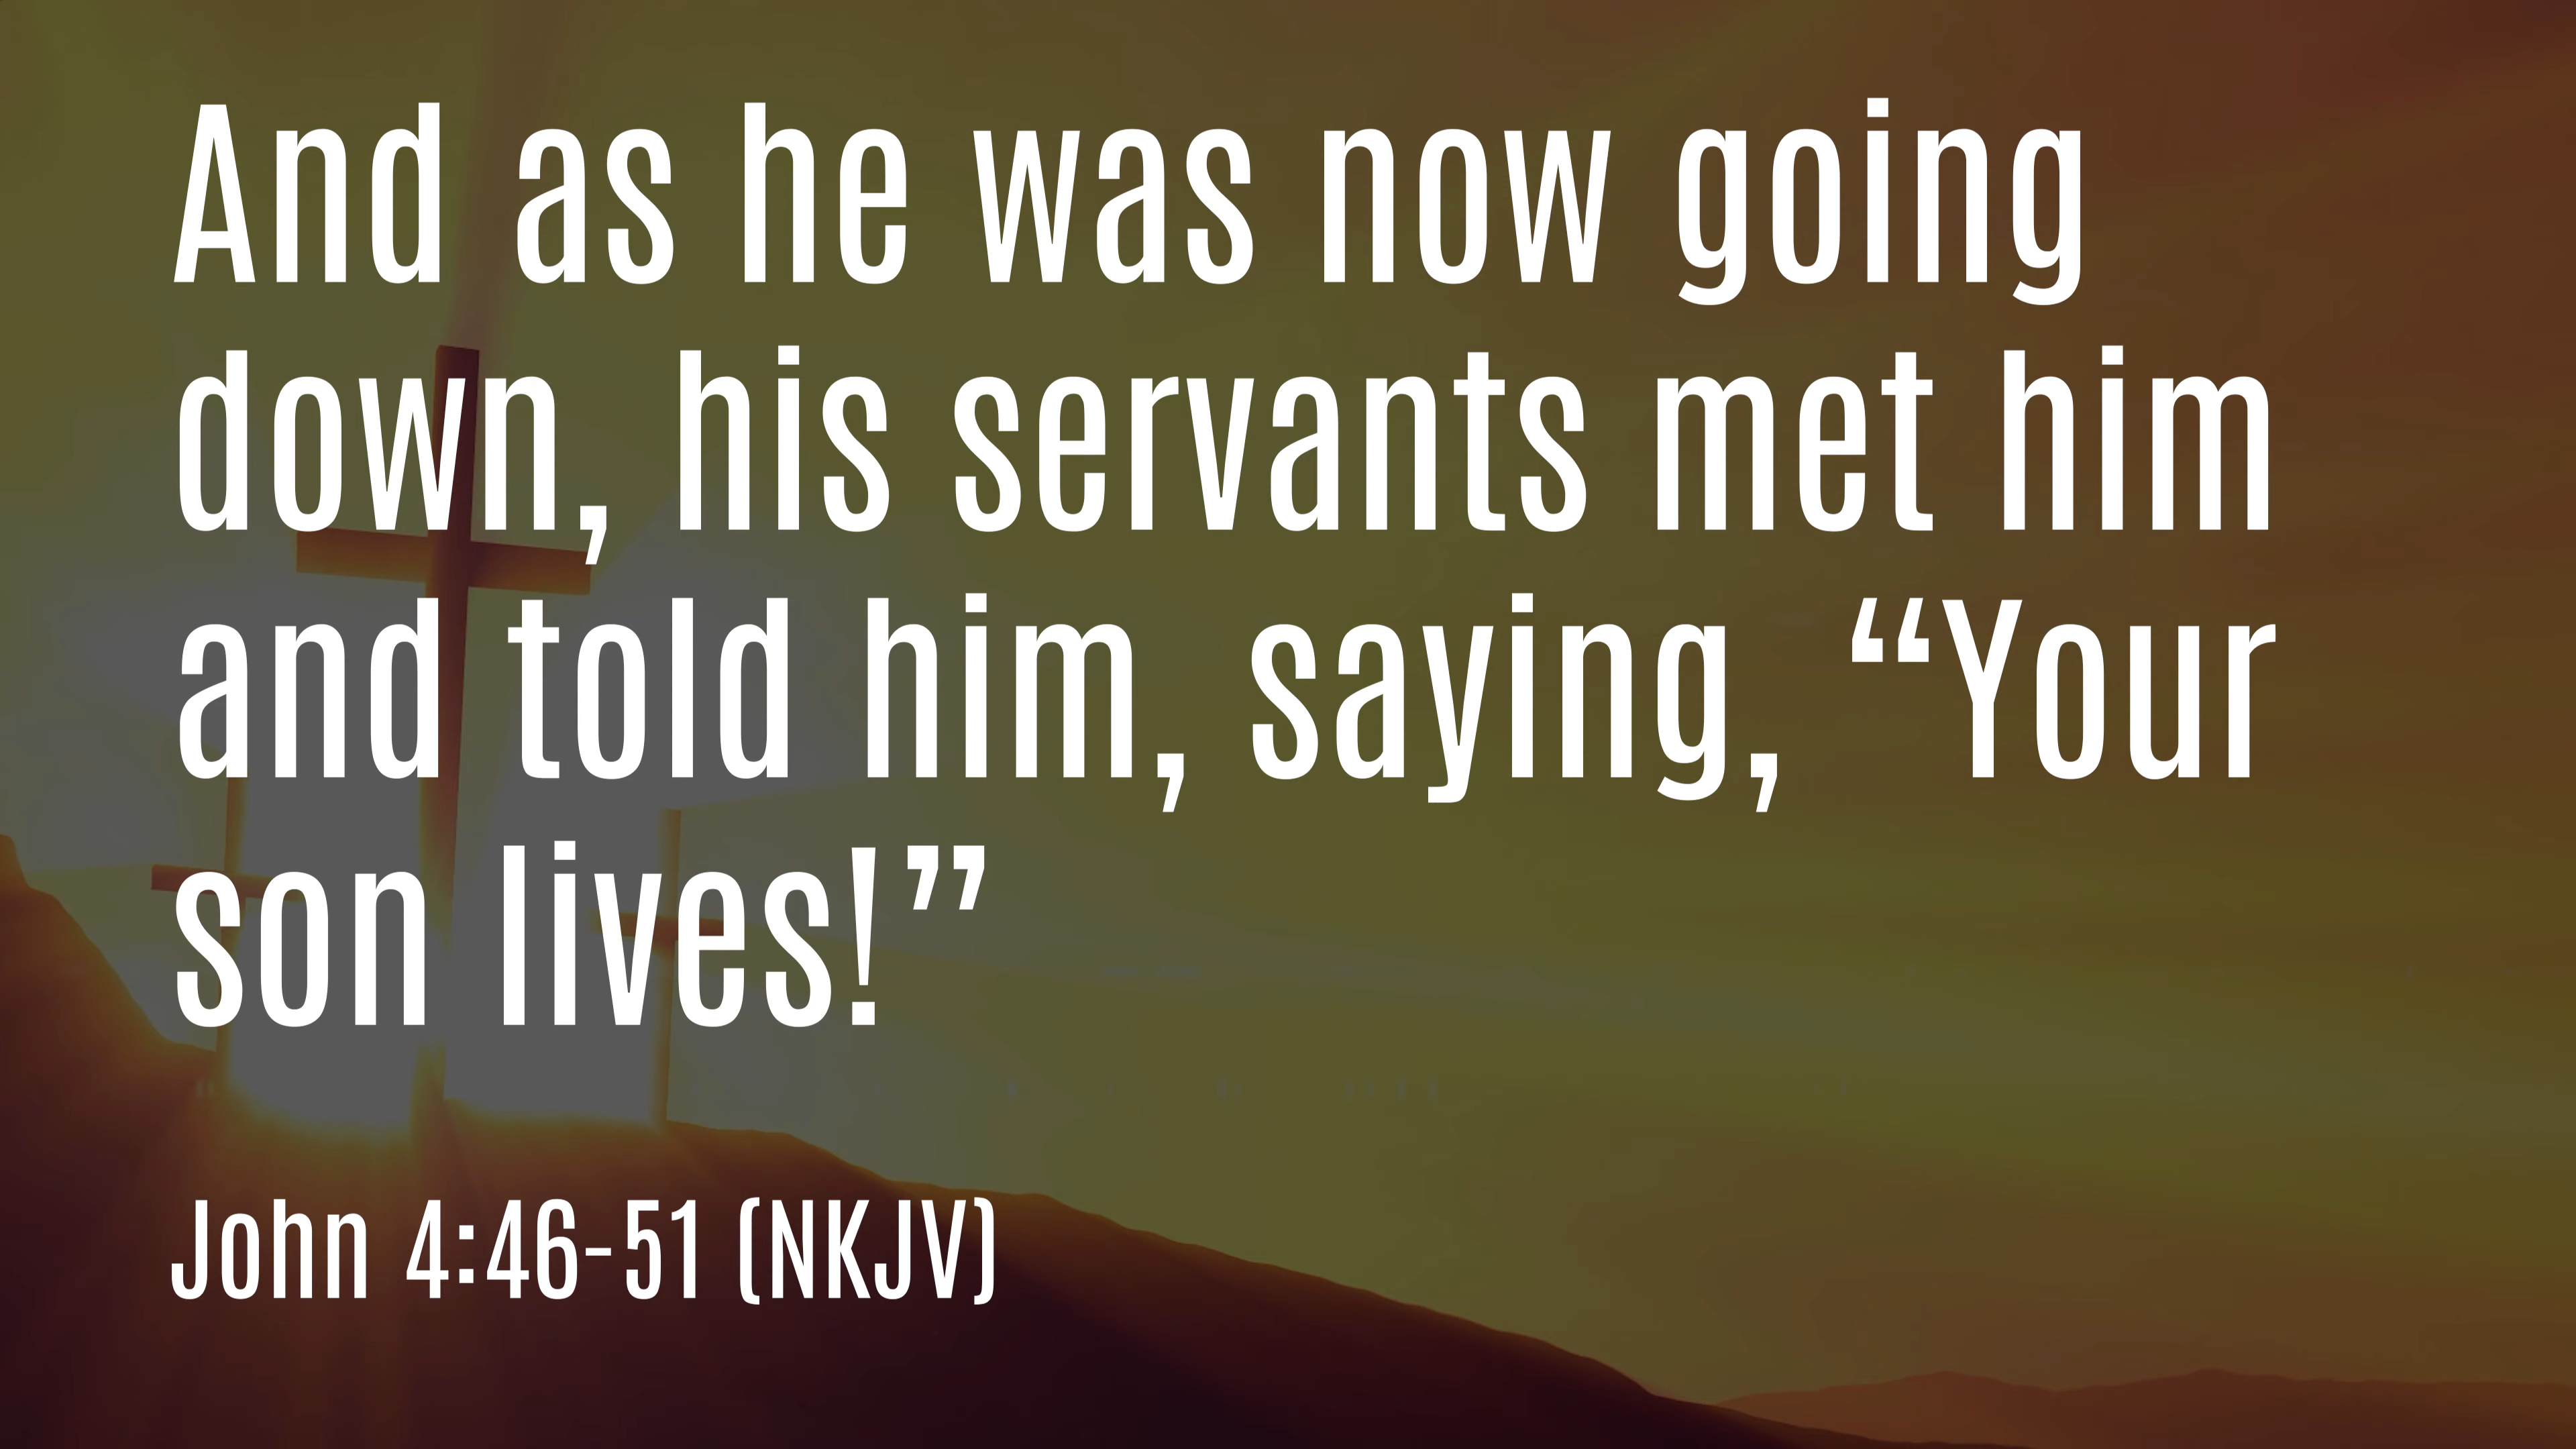 And as he was now going
down, his servants met him
and told him, saying, “Your
son lives!”
John 4:46-51 (NKJV)